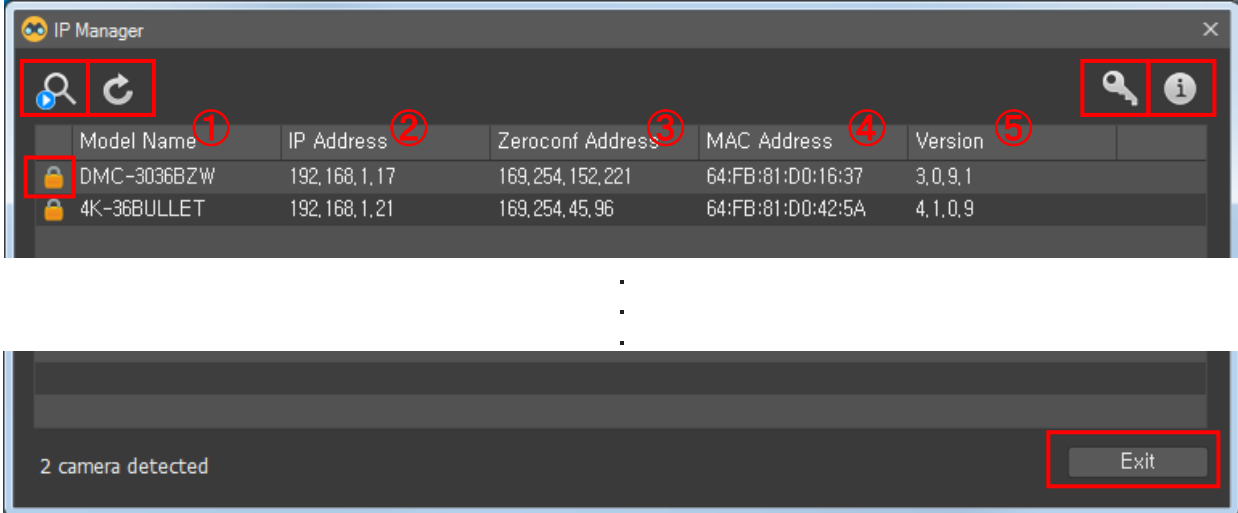 IP Manager
Model Name ① IP Address ② Zeroconf Address ③ MAC Address ④ Version ⑤
DMC-3036BZW 192,168,1,17 169,254,152,221 64:FB:81:D0:16:37 3,0,9,1
4K-36BULLET 192,168,1,21 169,254,45,96 64:FB:81:D0:42:5A 4,1,0,9
.
.
.
2 camera detected
Exit